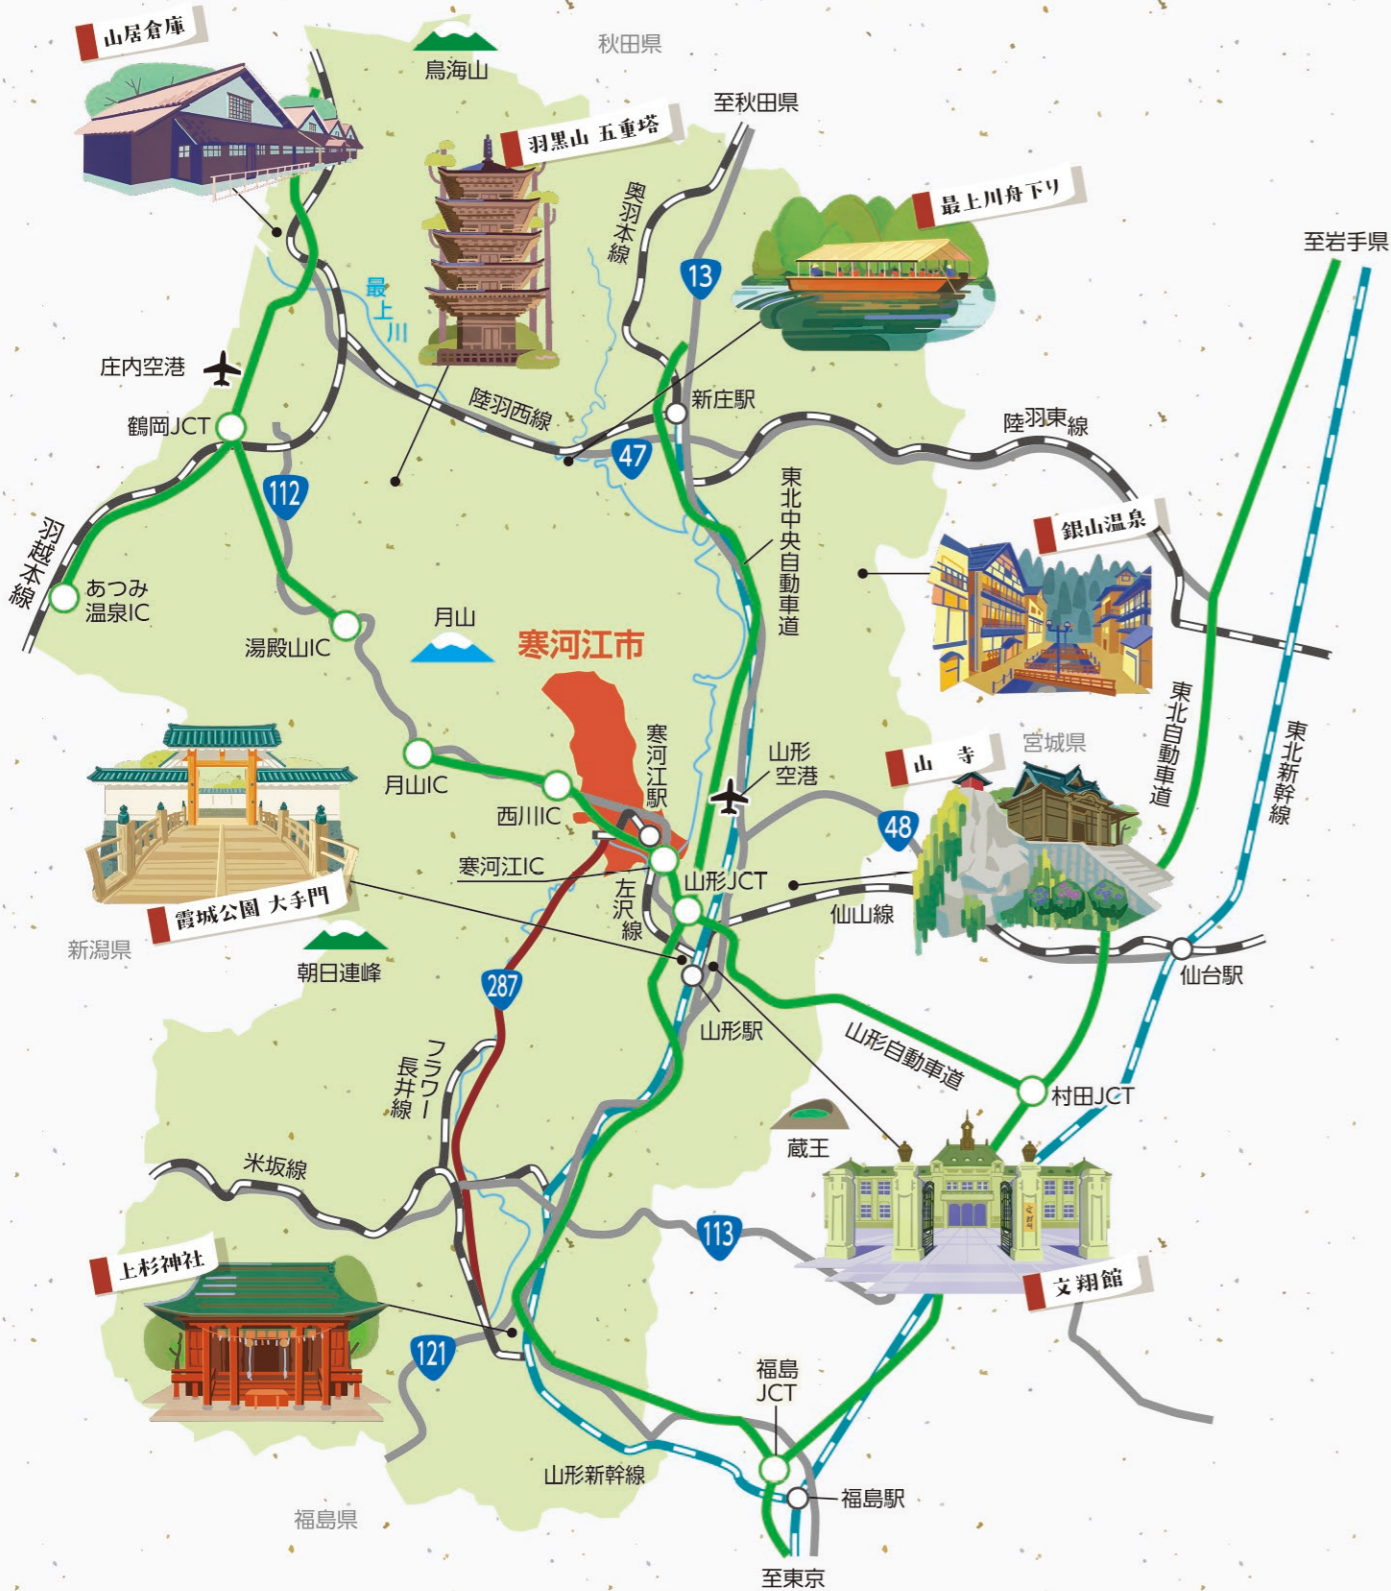 山居倉庫
鳥海山
秋田県
至秋田県
羽黒山 五重塔
最上川舟下り
奥羽本線
13
至岩手県
最上川
庄内空港
鶴岡JCT
陸羽西線
新庄駅
47
陸羽東線
112
東北中央自動車道
銀山温泉
羽越本線
あつみ
温泉IC
湯殿山IC
月山
寒河江市
月山IC
西川IC
寒河江駅
山形
空港
山 寺
宮城県
東北自動車道
東北新幹線
48
寒河江IC
山形JCT
左沢線
仙山線
霞城公園 大手門
新潟県
朝日連峰
287
山形駅
仙台駅
山形自動車道
フラワー
長井線
村田JCT
蔵王
米坂線
113
文翔館
上杉神社
121
福島
JCT
山形新幹線
福島駅
福島県
至東京